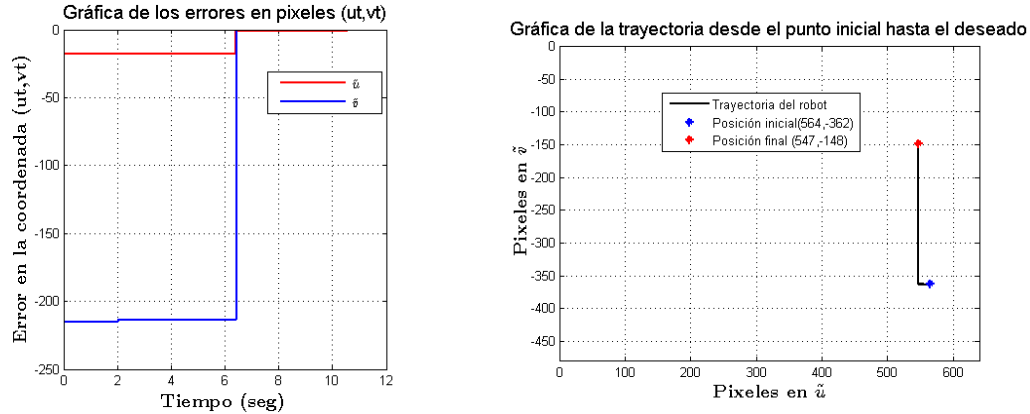 Gráfica de los errores en pixeles (ut,vt)
0
-50
-100
-150
-200
-250
Error en la coordenada (ut,vt)
ũ
ṽ
0 2 4 6 8 10 12
Tiempo (seg)
Gráfica de la trayectoria desde el punto inicial hasta el deseado
0
-50
-100
-150
-200
-250
-300
-350
-400
-450
Pixeles en ṽ
Trayectoria del robot
Posición inicial(564,-362)
Posición final (547,-148)
0 100 200 300 400 500 600
Pixeles en ũ